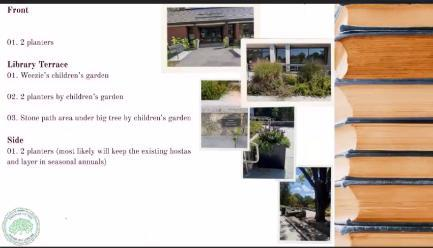 Front
01. 2 planters
Library Terrace
01. Weezie's children's garden
02. 2 planters by children's garden
03. Stone path area under big tree by children's garden
Side
01. 2 planters (most likely will keep the existing hostas
and layer in seasonal annuals)